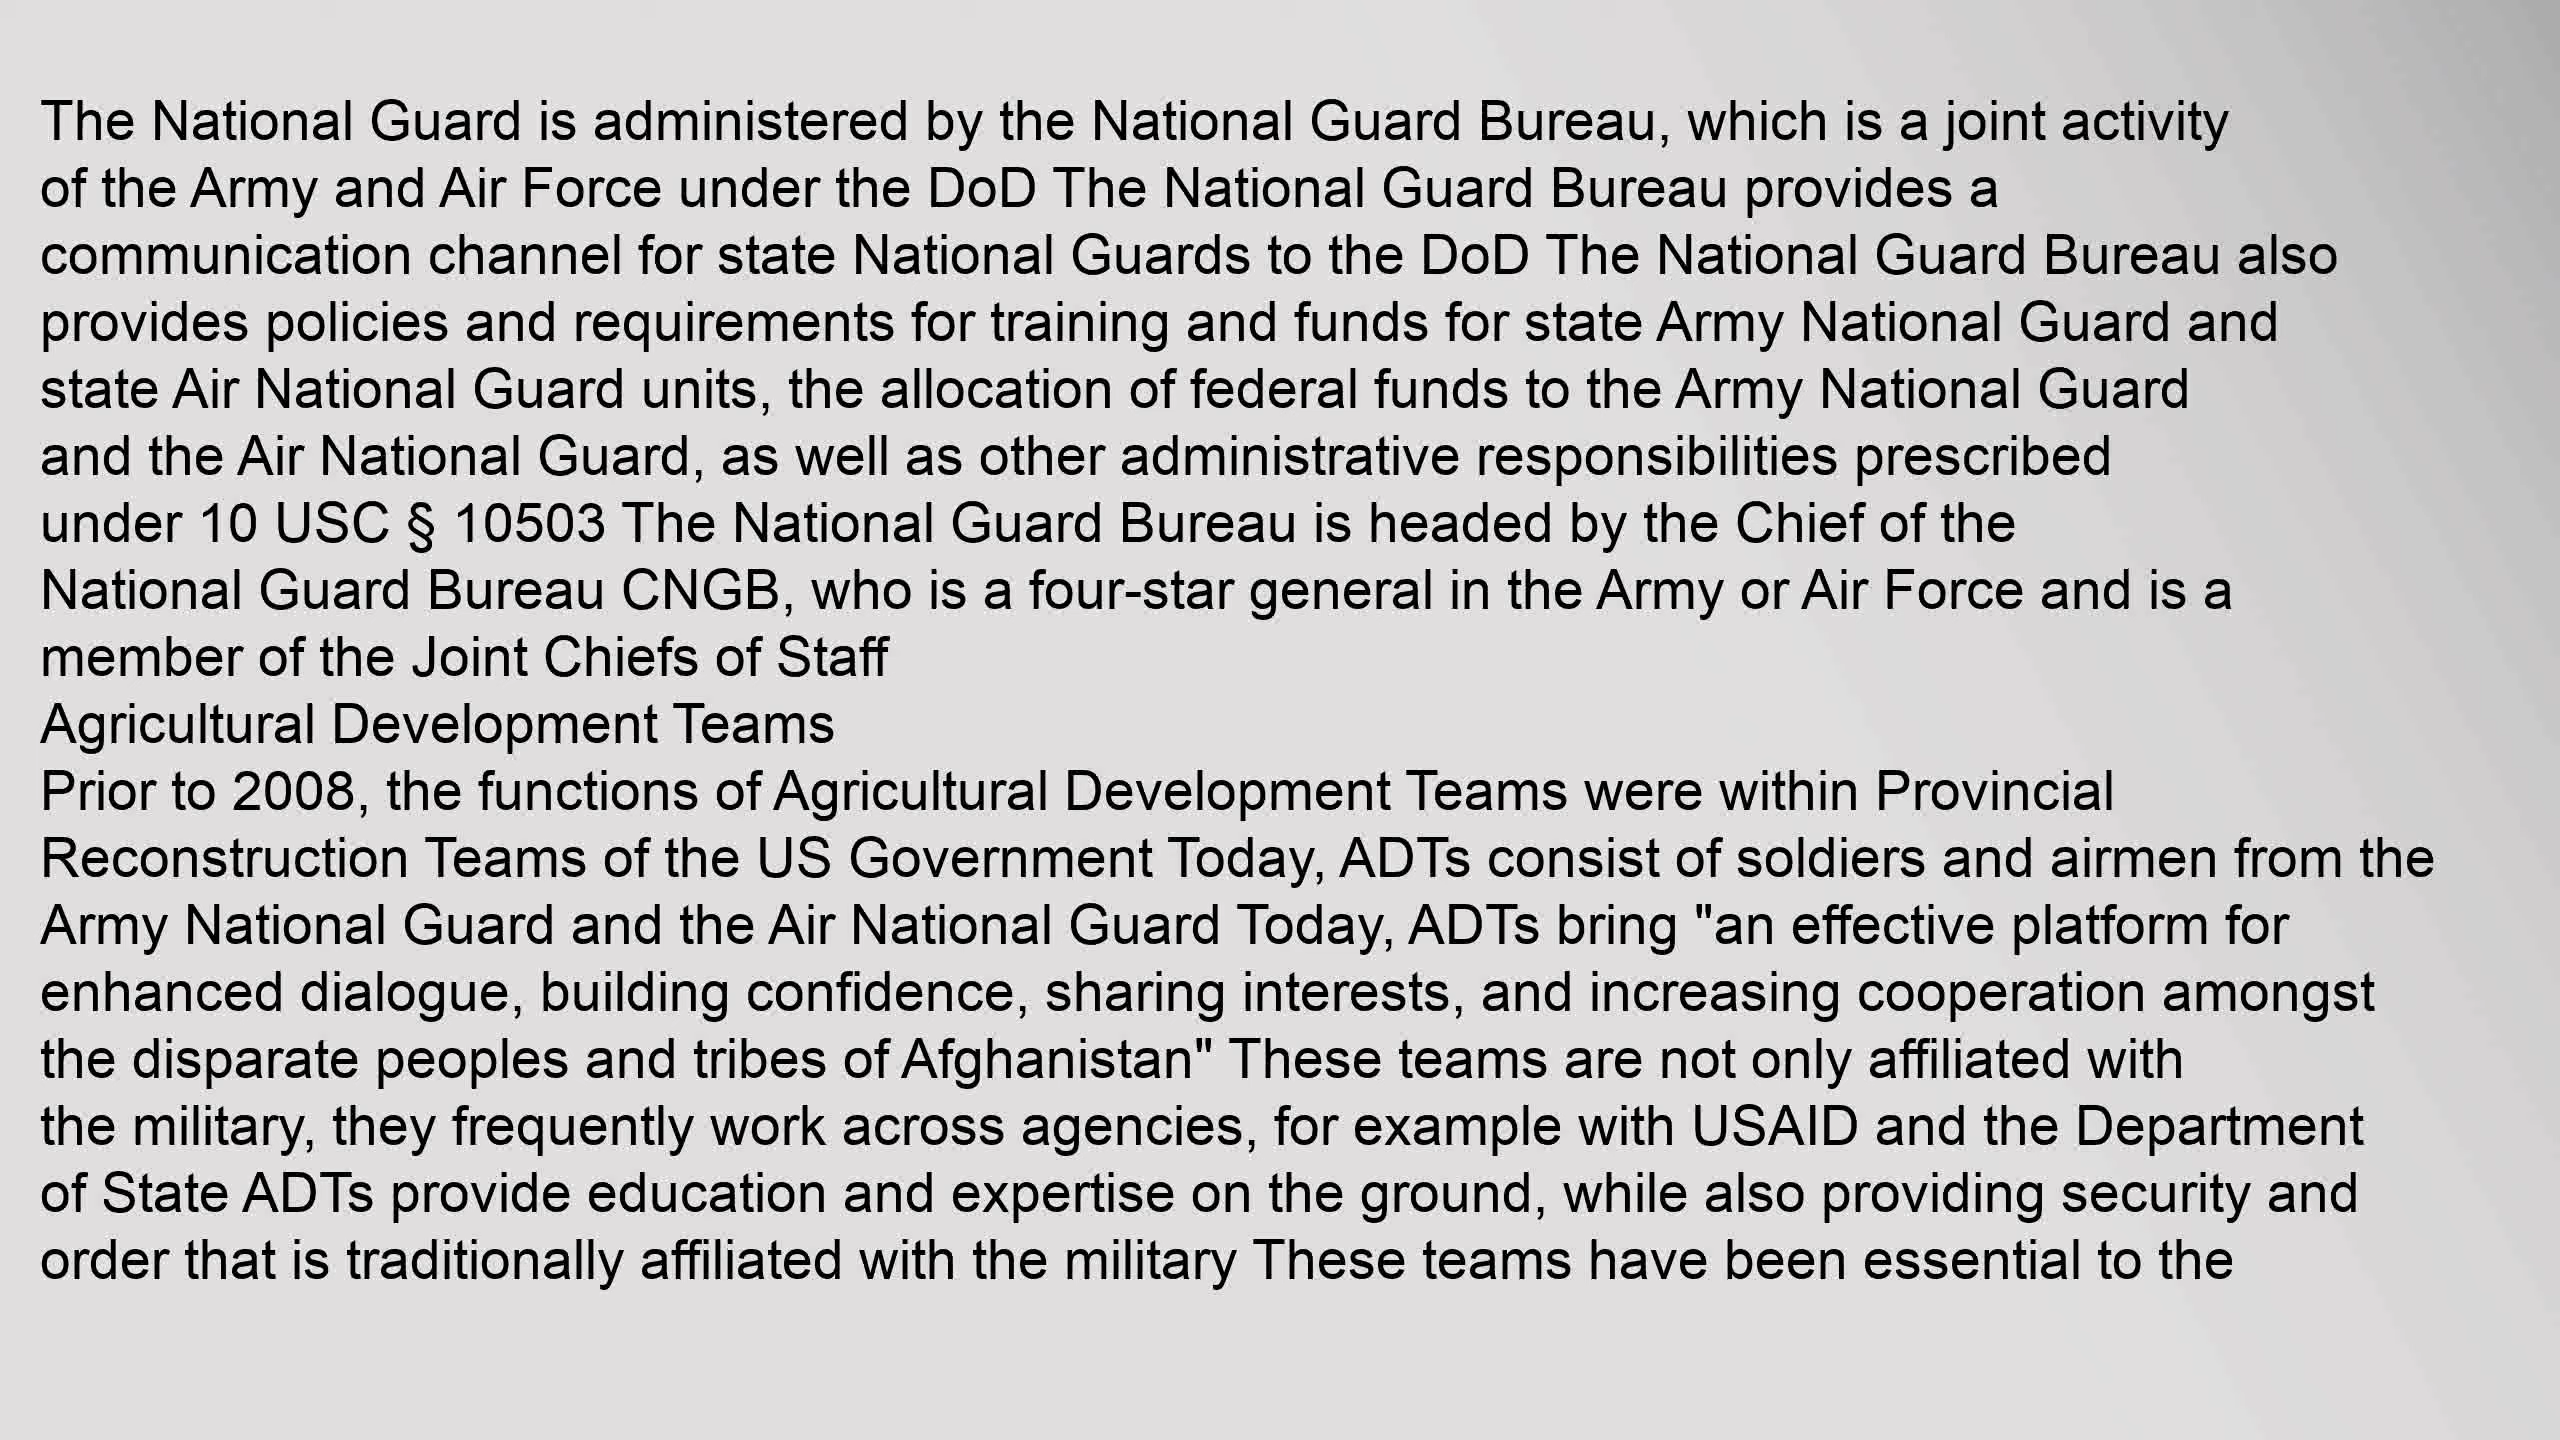 The National Guard is administered by the National Guard Bureau, which is a joint activity
of the Army and Air Force under the DoD The National Guard Bureau provides a
communication channel for state National Guards to the DoD The National Guard Bureau also
provides policies and requirements for training and funds for state Army National Guard and
state Air National Guard units, the allocation of federal funds to the Army National Guard
and the Air National Guard, as well as other administrative responsibilities prescribed
under 10 USC § 10503 The National Guard Bureau is headed by the Chief of the
National Guard Bureau CNGB, who is a four-star general in the Army or Air Force and is a
member of the Joint Chiefs of Staff
Agricultural Development Teams
Prior to 2008, the functions of Agricultural Development Teams were within Provincial
Reconstruction Teams of the US Government Today, ADTs consist of soldiers and airmen from the
Army National Guard and the Air National Guard Today, ADTs bring "an effective platform for
enhanced dialogue, building confidence, sharing interests, and increasing cooperation amongst
the disparate peoples and tribes of Afghanistan" These teams are not only affiliated with
the military, they frequently work across agencies, for example with USAID and the Department
of State ADTs provide education and expertise on the ground, while also providing security and
order that is traditionally affiliated with the military These teams have been essential to the